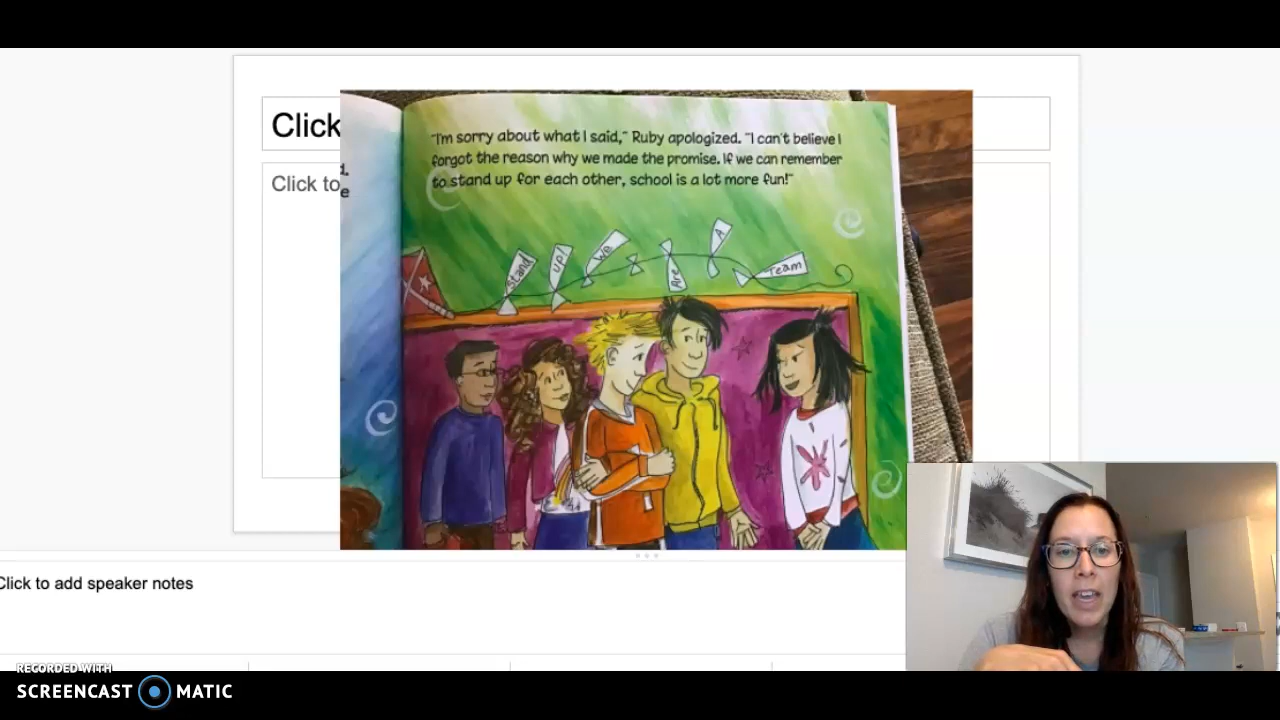 Click
Click to
d.
e
"I'm sorry about what I said," Ruby apologized. "I can't believe I
forgot the reason why we made the promise. If we can remember
to stand up for each other, school is a lot more fun!"
Stand
up!
We
Are
A
Team
Click to add speaker notes
RECORDED WITH
SCREENCAST MATIC